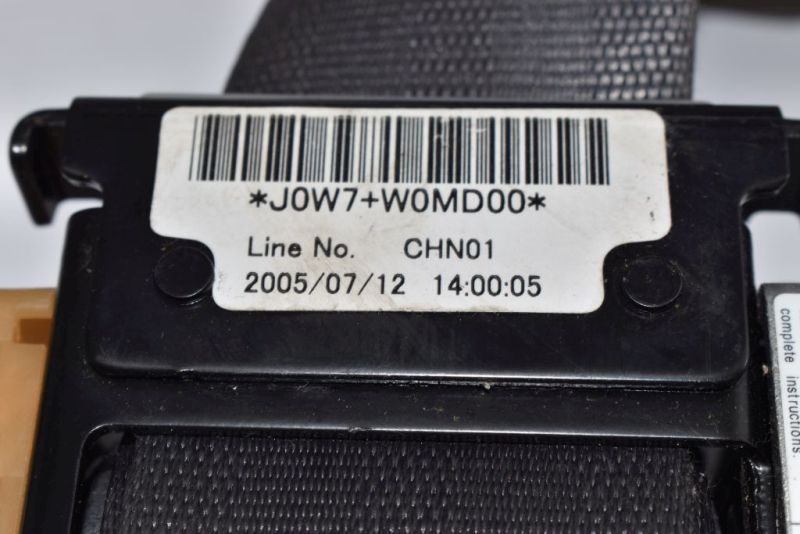 *J0W7+W0MD00*
Line No. CHN01
2005/07/12 14:00:05
complete instructions.